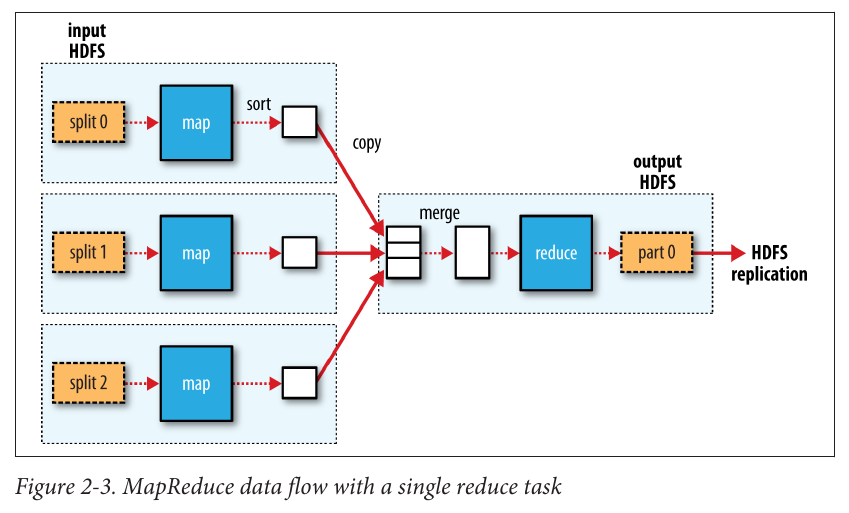 input
HDFS
split 0
map
sort
copy
split 1
map
split 2
map
output
HDFS
merge
reduce
part 0
HDFS
replication
Figure 2-3. MapReduce data flow with a single reduce task